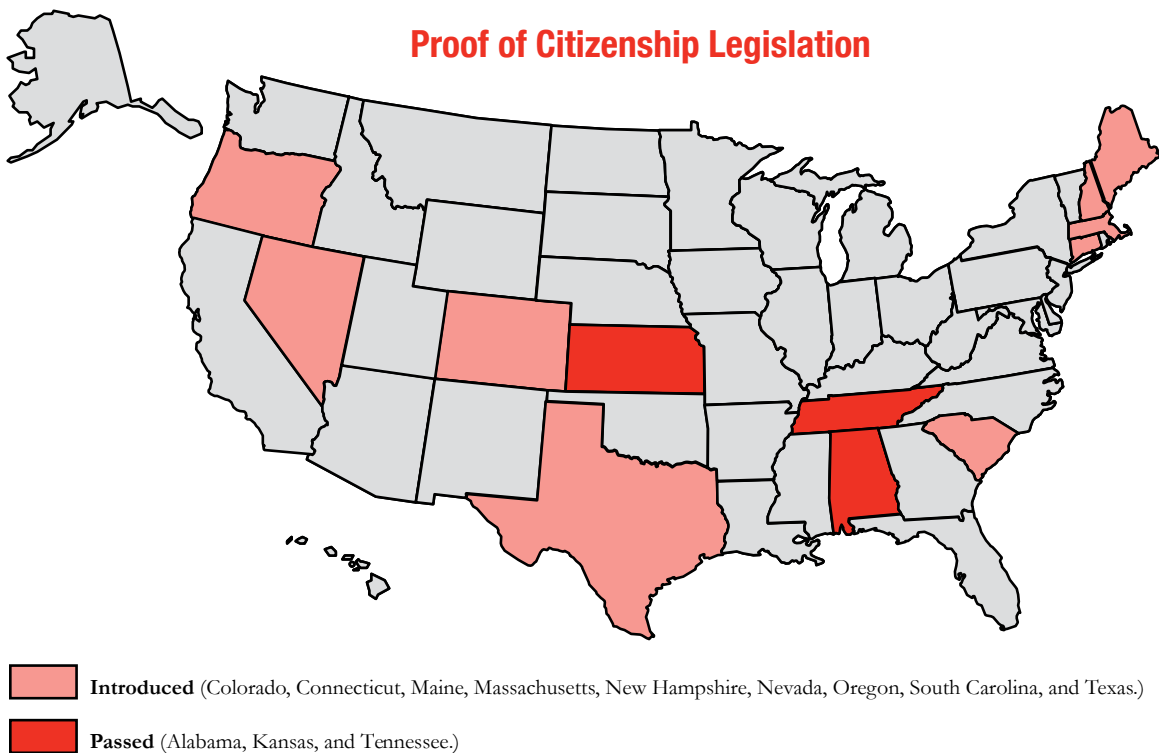 Proof of Citizenship Legislation
Introduced (Colorado, Connecticut, Maine, Massachusetts, New Hampshire, Nevada, Oregon, South Carolina, and Texas.)
Passed (Alabama, Kansas, and Tennessee.)